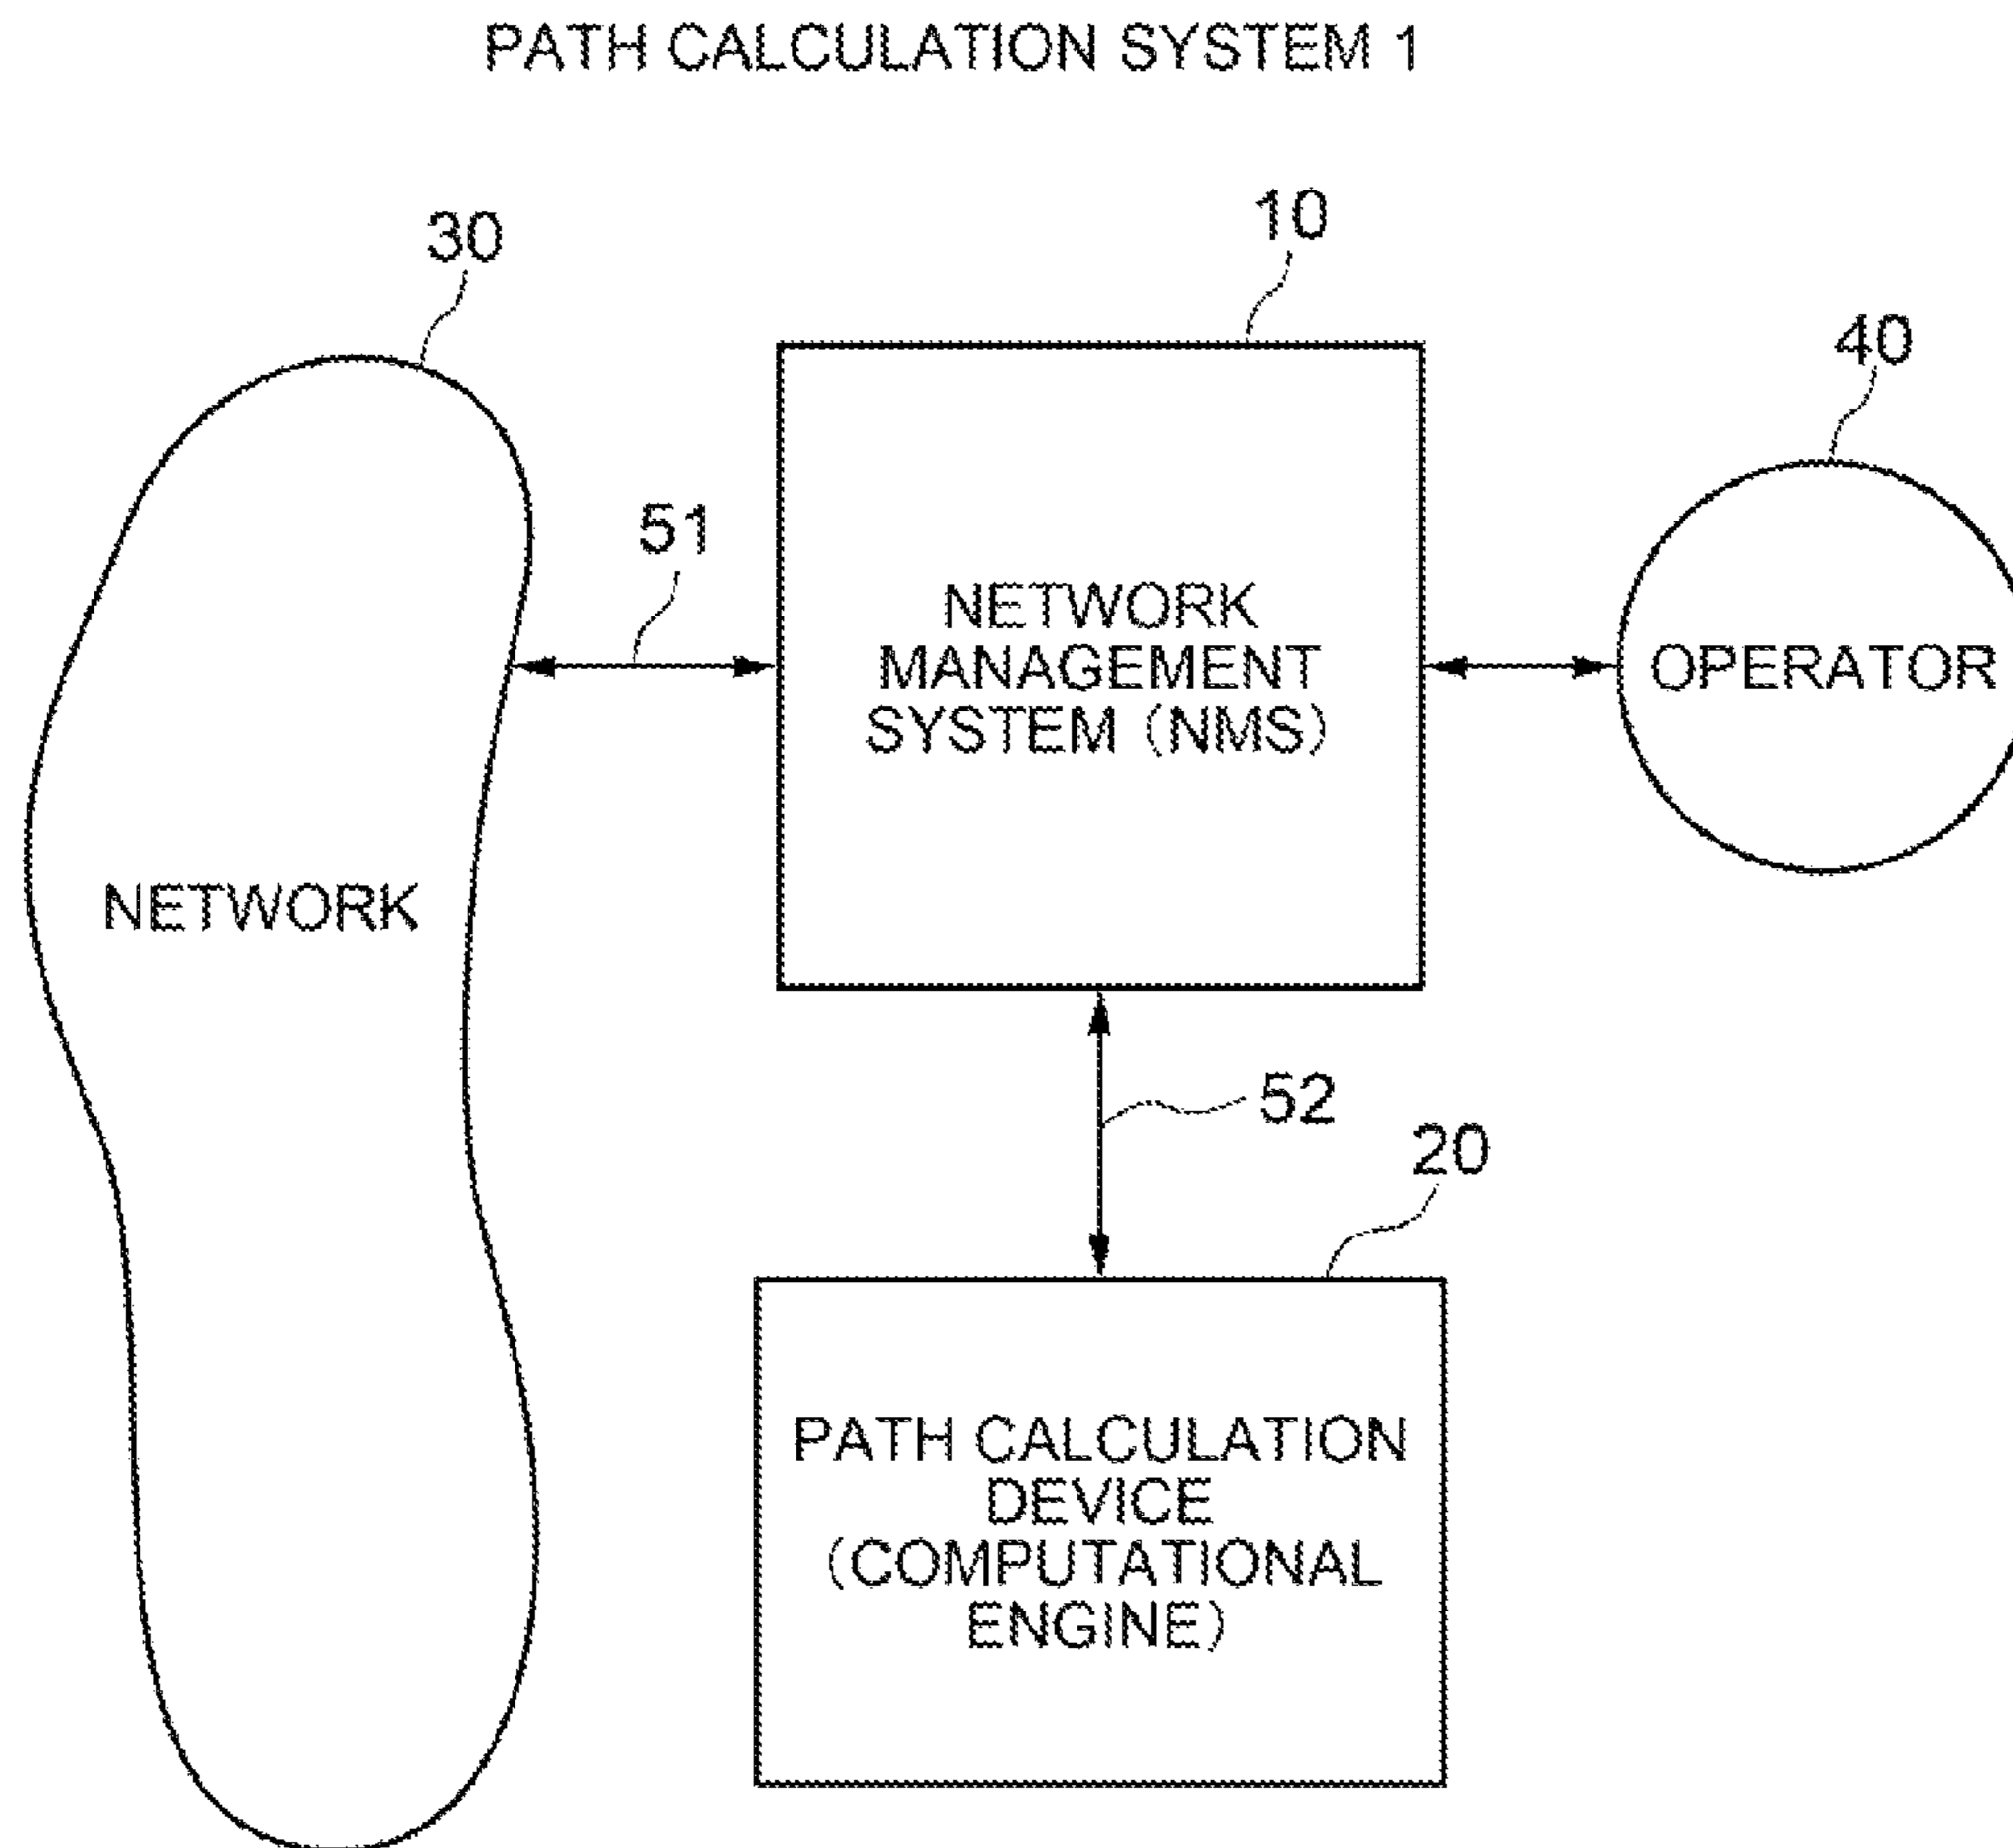 PATH CALCULATION SYSTEM 1
10
30
40
51
NETWORK
MANAGEMENT
SYSTEM (NMS)
OPERATOR
NETWORK
52
20
PATH CALCULATION
DEVICE
(COMPUTATIONAL
ENGINE)